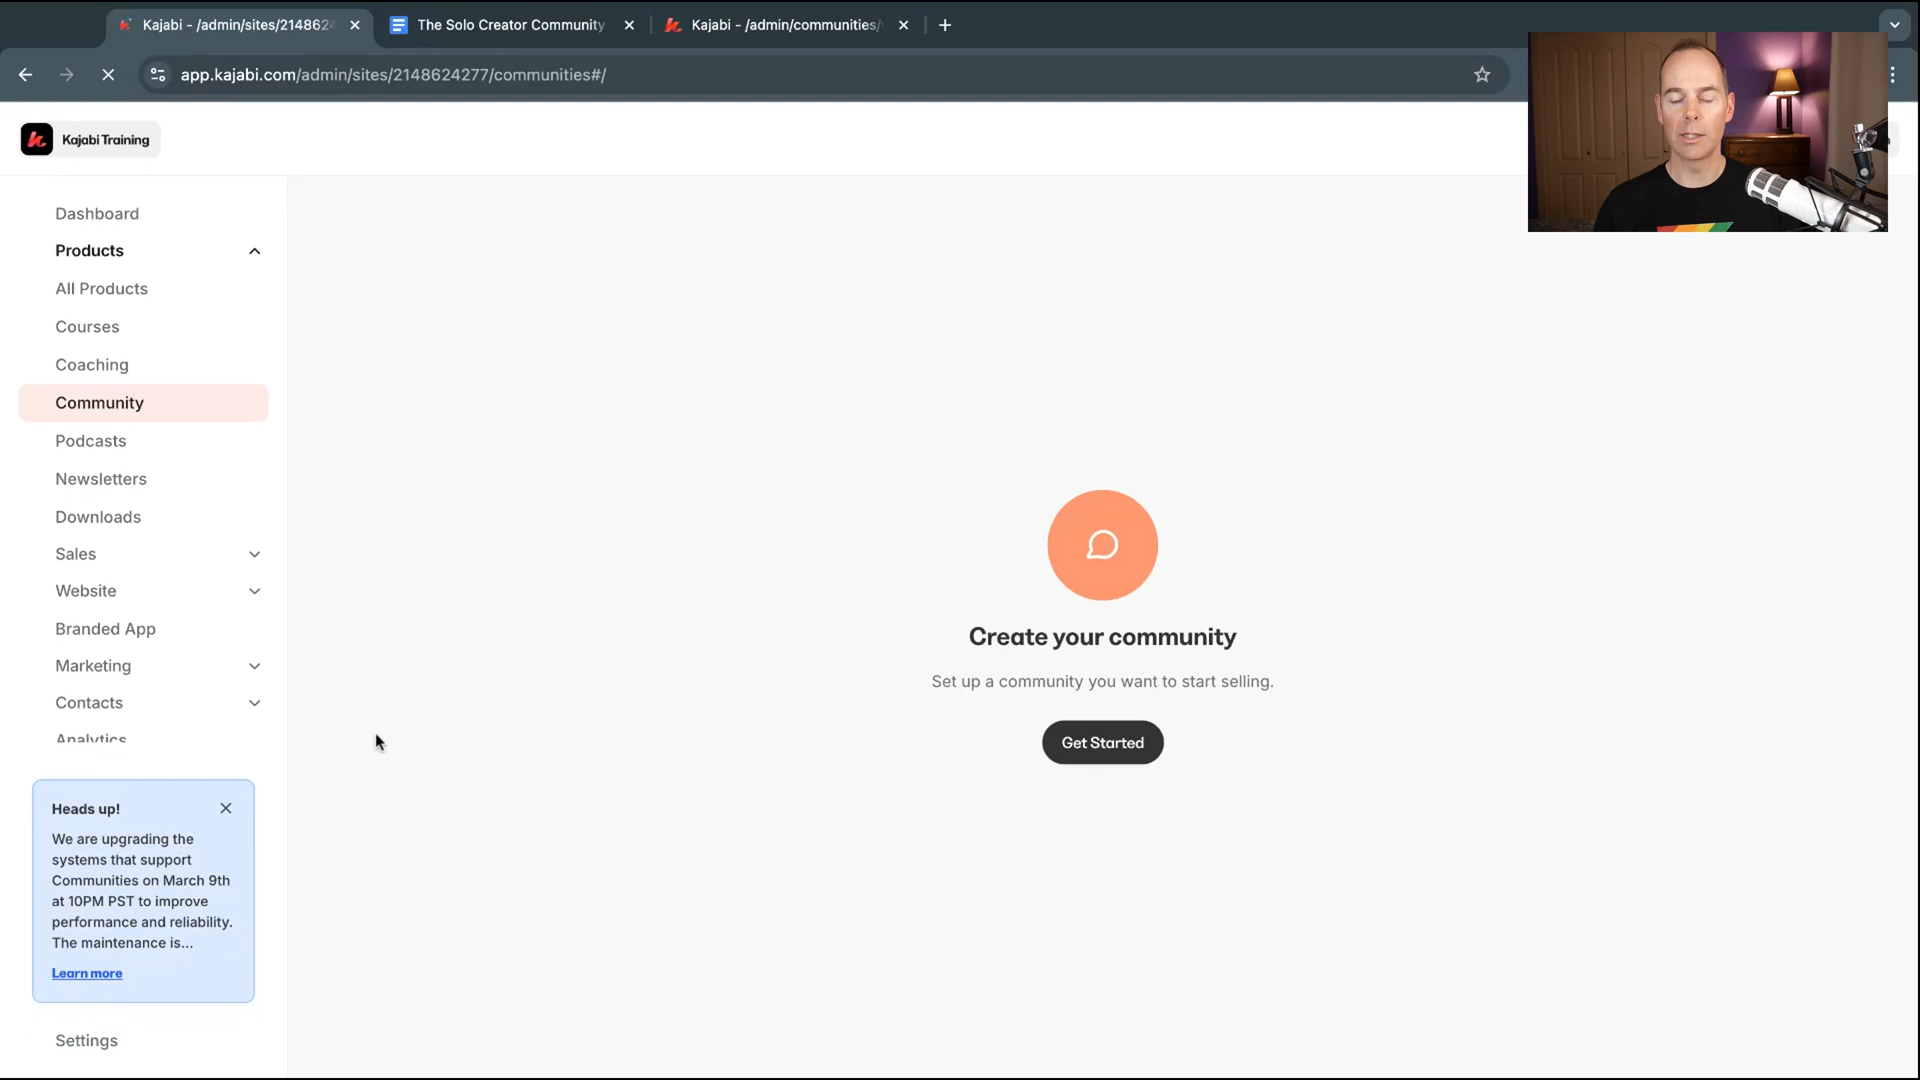 Kajabi - /admin/sites/214862
The Solo Creator Community
Kajabi - /admin/communities/
app.kajabi.com/admin/sites/2148624277/communities#/
Kajabi Training
Dashboard
Products
All Products
Courses
Coaching
Community
Podcasts
Newsletters
Downloads
Sales
Website
Branded App
Marketing
Contacts
Analytics
Heads up!
We are upgrading the
systems that support
Communities on March 9th
at 10PM PST to improve
performance and reliability.
The maintenance is...
Learn more
Settings
Create your community
Set up a community you want to start selling.
Get Started